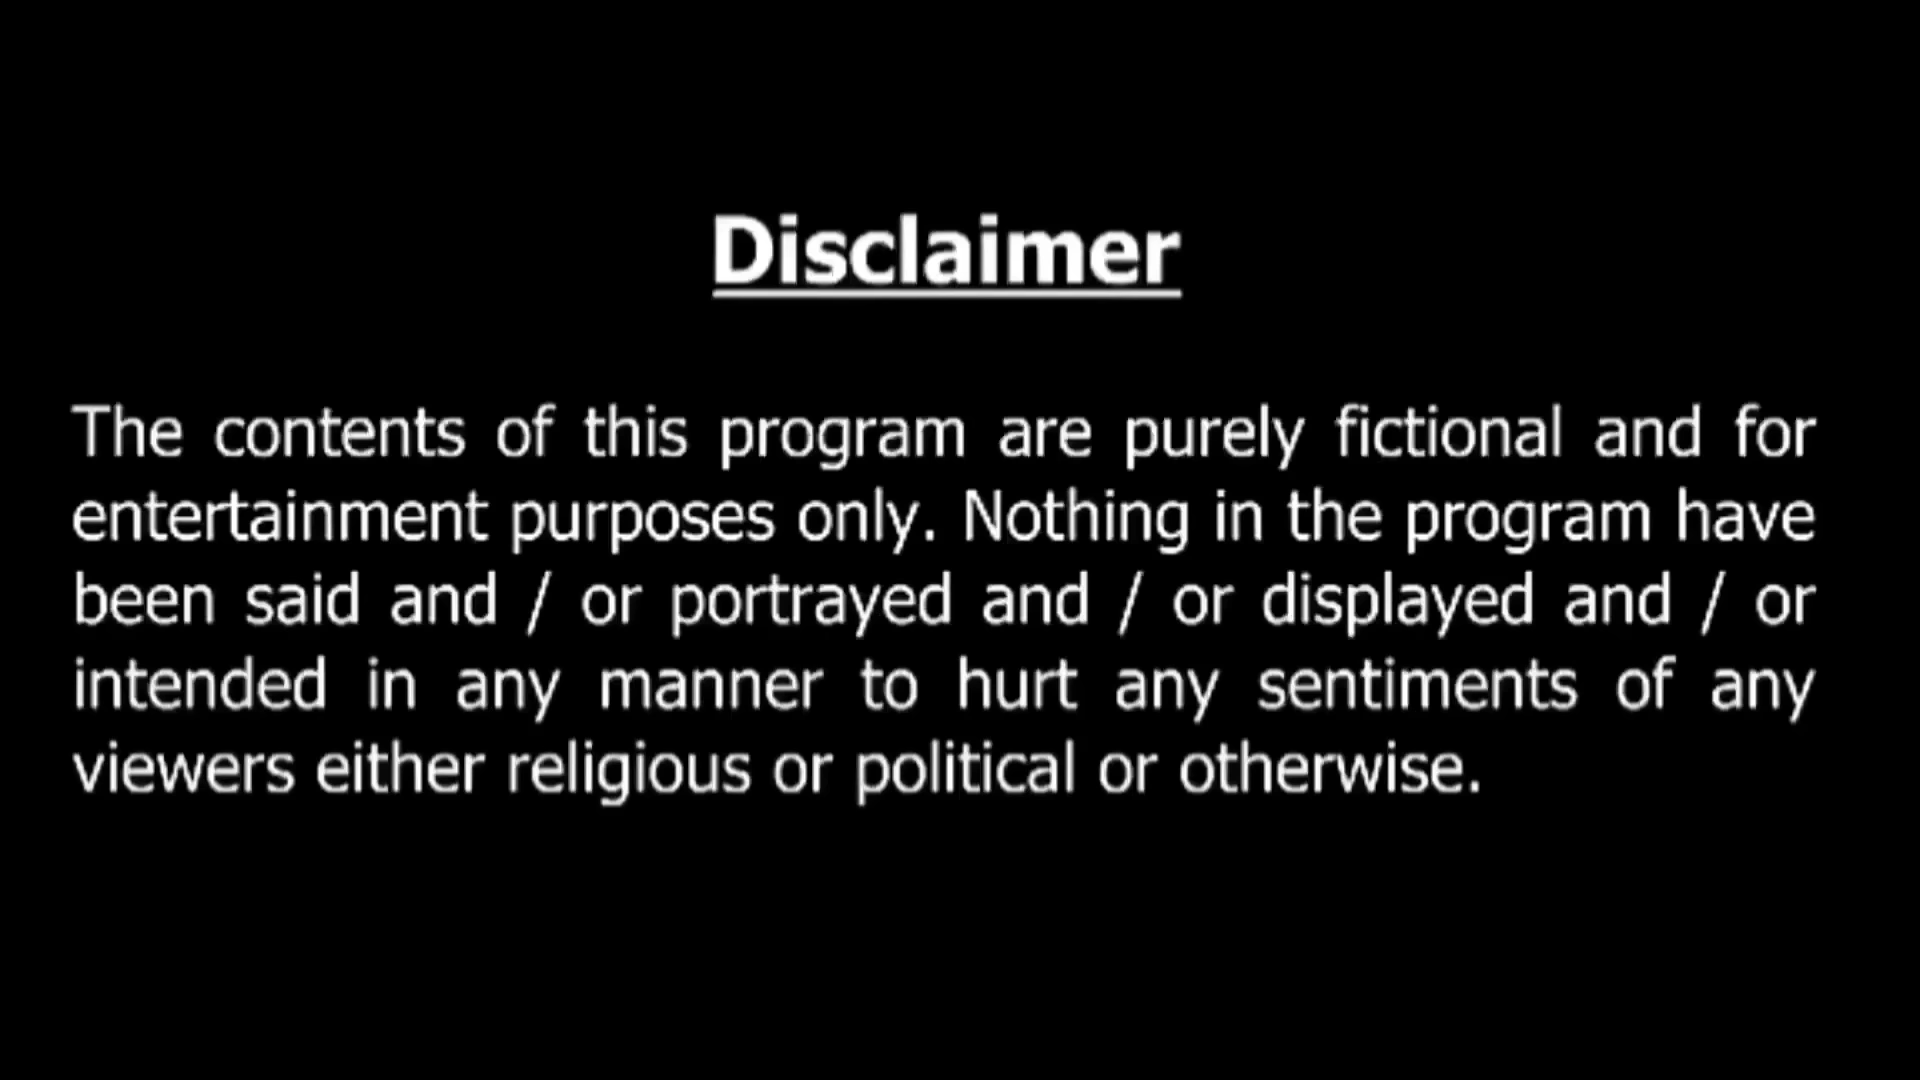 Disclaimer
The contents of this program are purely fictional and for
entertainment purposes only. Nothing in the program have
been said and / or portrayed and / or displayed and / or
intended in any manner to hurt any sentiments of any
viewers either religious or political or otherwise.